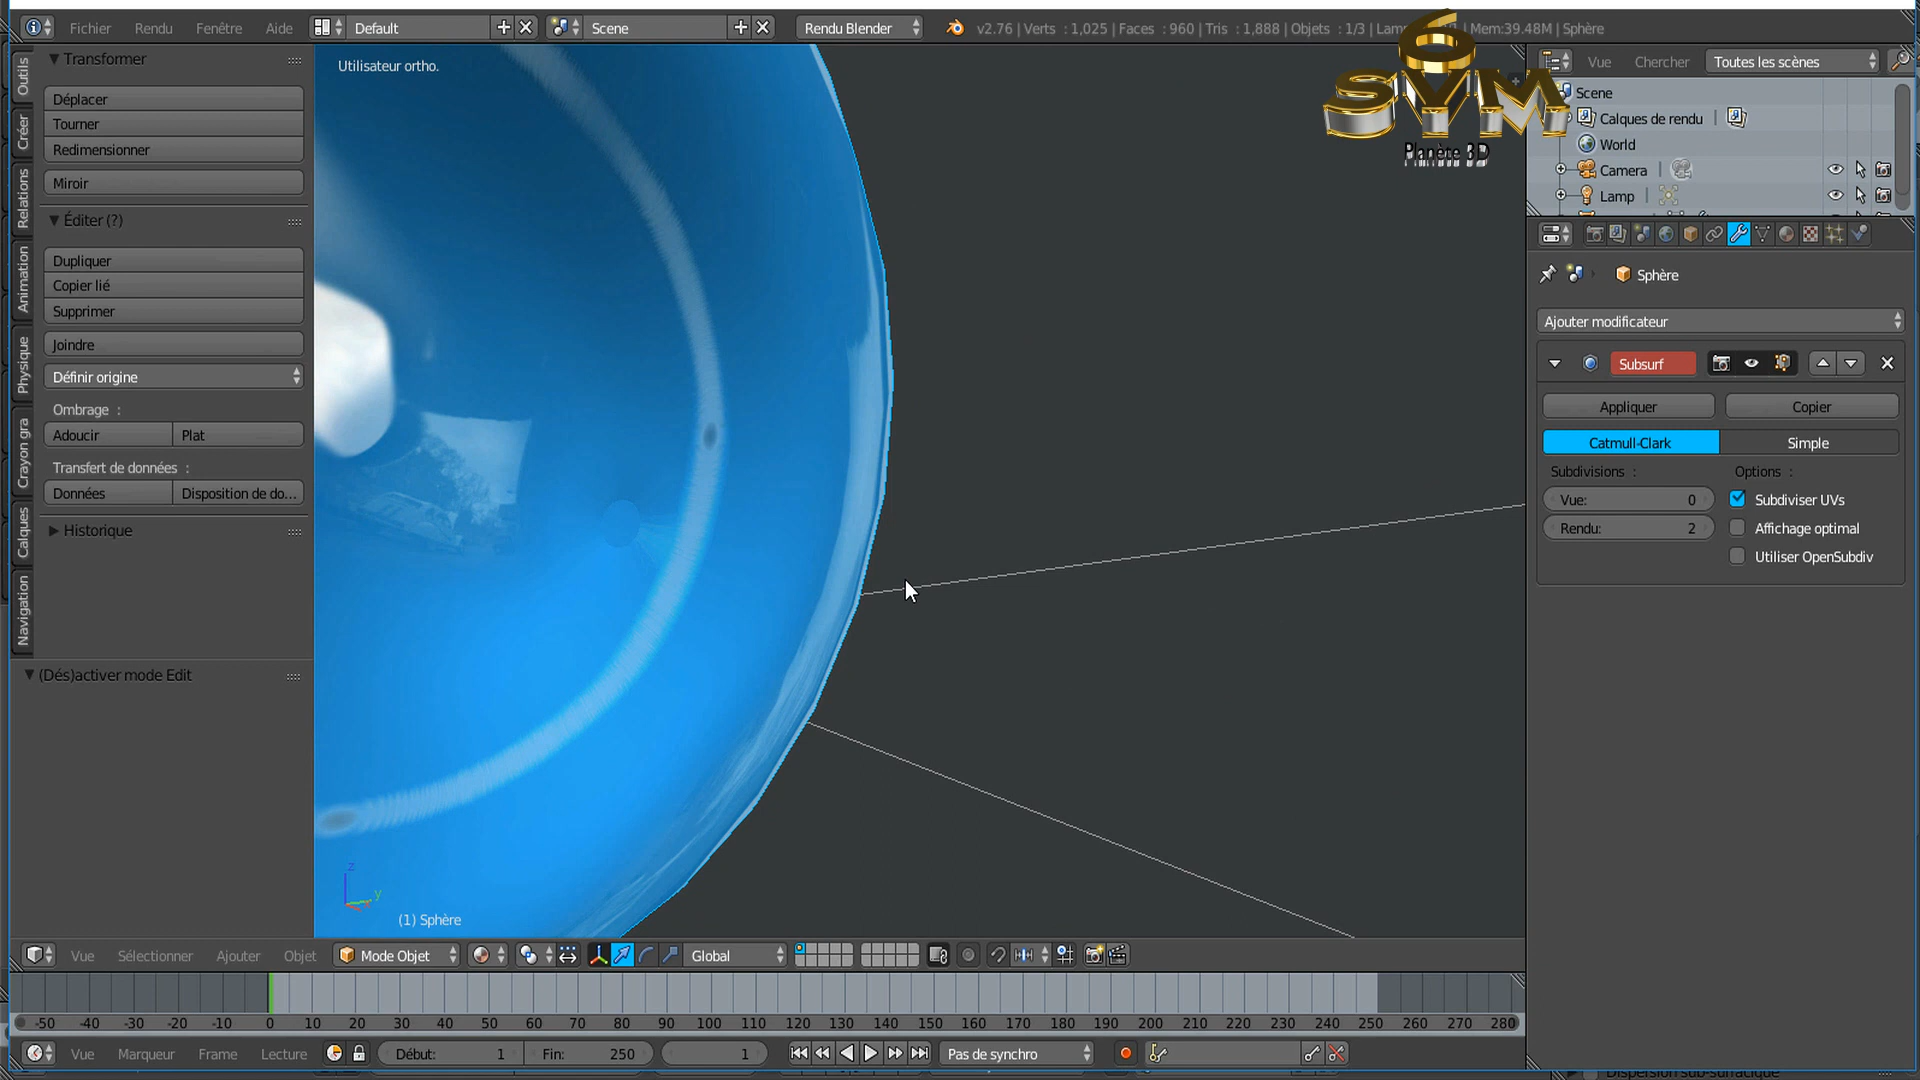 Fichier Rendu Fenêtre Aide Default Scene Rendu Blender v2.76 | Verts : 1,025 | Faces : 960 | Tris : 1,888 | Objets : 1/3 | Mem:39.48M | Sphère
6
SYM
Planète 3D
Outils
Créer
Relations
Animation
Physique
Crayon gra
Calques
Navigation
Transformer
Déplacer
Tourner
Redimensionner
Miroir
Éditer (?)
Dupliquer
Copier lié
Supprimer
Joindre
Définir origine
Ombrage :
Adoucir Plat
Transfert de données :
Données Disposition de do...
Historique
(Dés)activer mode Edit
Utilisateur ortho.
z
y
(1) Sphère
Vue Chercher Toutes les scènes
Scene
Calques de rendu
World
Camera
Lamp
Sphère
Ajouter modificateur
Subsurf
Appliquer Copier
Catmull-Clark Simple
Subdivisions : Options :
Vue: 0 Subdiviser UVs
Rendu: 2 Affichage optimal
Utiliser OpenSubdiv
Vue Sélectionner Ajouter Objet Mode Objet Global
-50 -40 -30 -20 -10 0 10 20 30 40 50 60 70 80 90 100 110 120 130 140 150 160 170 180 190 200 210 220 230 240 250 260 270 280
Vue Marqueur Frame Lecture Début: 1 Fin: 250 1 Pas de synchro
Dispersion sub-surfacique